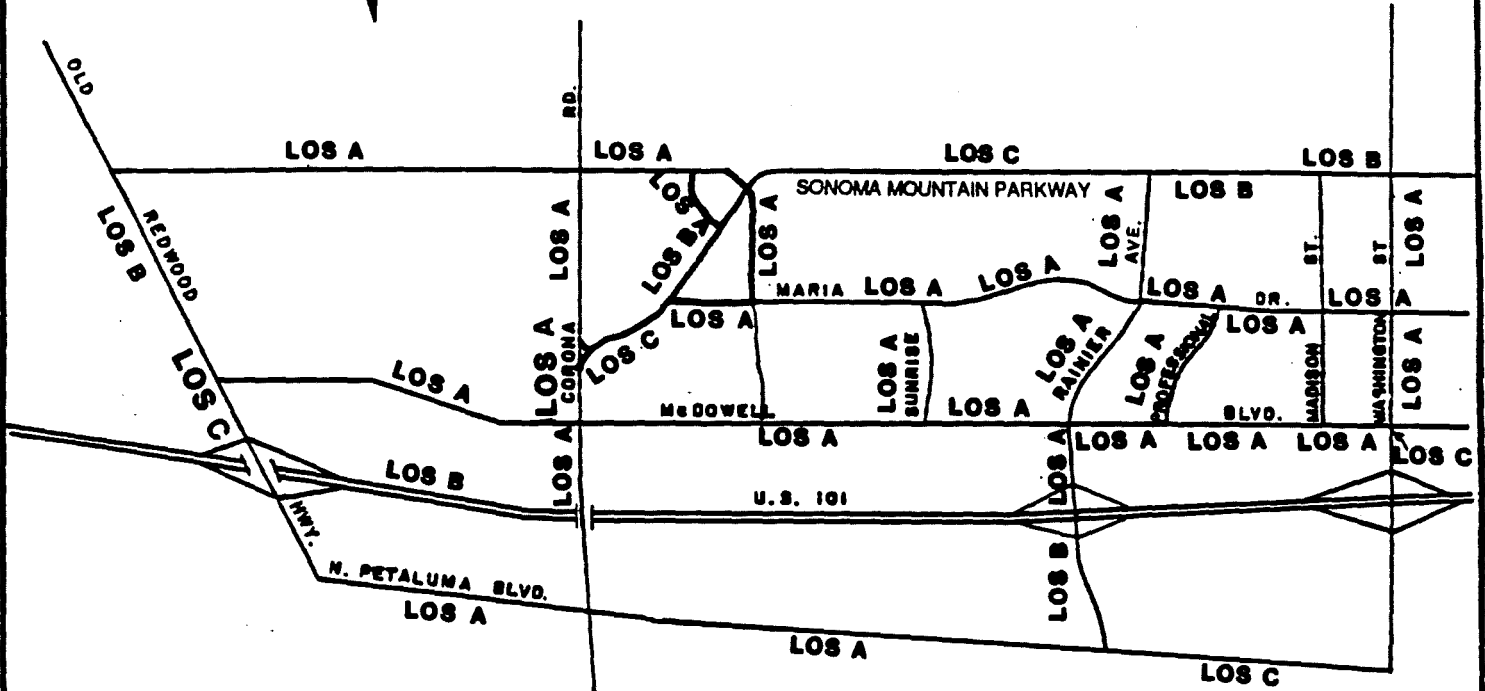 OLD
REDWOOD
HWY.
LOS B
LOS C
LOS A
RD.
LOS A
LOS C
LOS B
SONOMA MOUNTAIN PARKWAY
LOS B
LOS A
LOS B
LOS A
LOS A
LOS A
AVE.
ST.
ST
LOS A
MARIA
LOS A
LOS A
LOS A
DR.
LOS A
LOS A
LOS A
LOS C
LOS A
CORONA
LOS A
SUNRISE
LOS A
RAINIER
LOS A
PROFESSIONAL
MADISON
WASHINGTON
LOS A
LOS A
McDOWELL
LOS A
BLVD.
LOS A
LOS A
LOS A
LOS A
LOS C
LOS A
LOS A
LOS B
U.S. 101
LOS B
N. PETALUMA BLVD.
LOS A
LOS A
LOS C